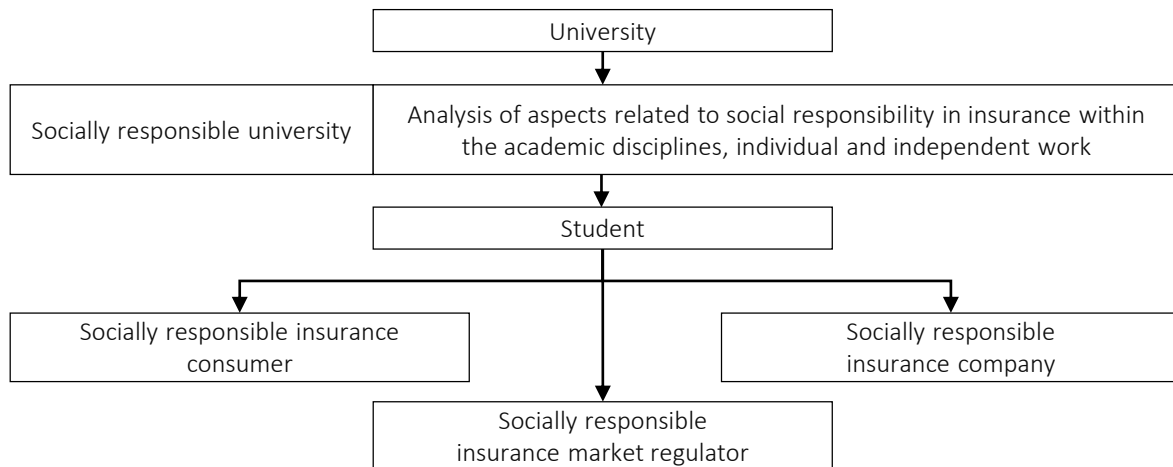 University
Socially responsible university
Analysis of aspects related to social responsibility in insurance within
the academic disciplines, individual and independent work
Student
Socially responsible insurance
consumer
Socially responsible
insurance company
Socially responsible
insurance market regulator